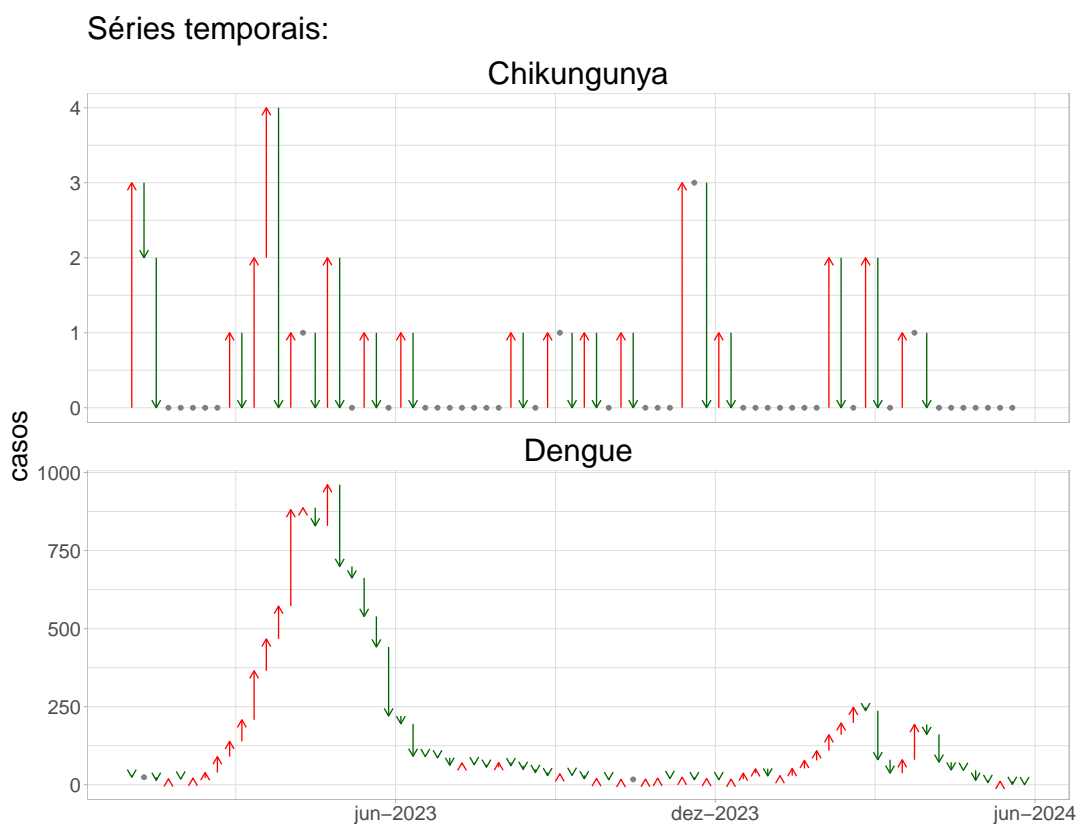 Séries temporais:
Chikungunya
4
3
2
1
0
casos
Dengue
1000
750
500
250
0
jun−2023
dez−2023
jun−2024